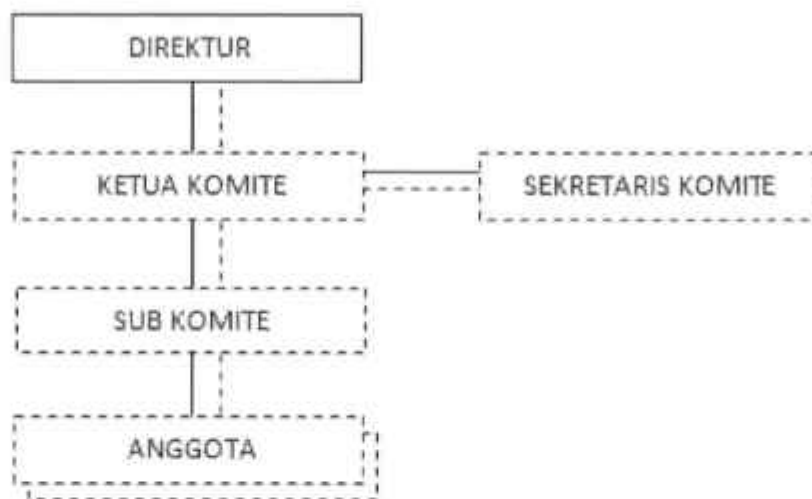 DIREKTUR
KETUA KOMITE
SEKRETARIS KOMITE
SUB KOMITE
ANGGOTA